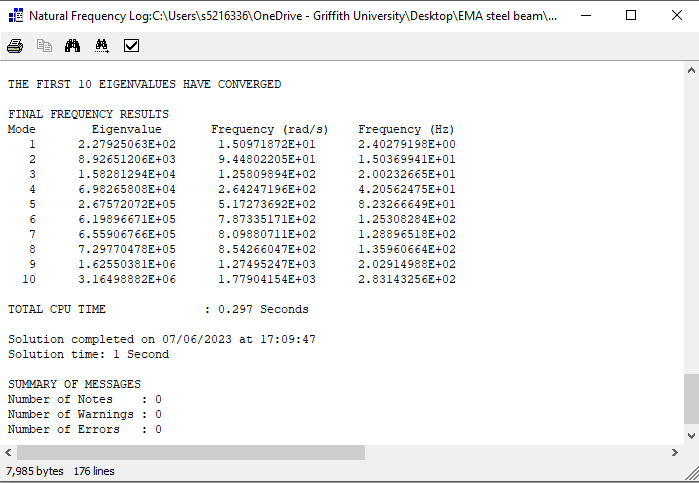 Natural Frequency Log:C:\Users\s5216336\OneDrive - Griffith University\Desktop\EMA steel beam\...
THE FIRST 10 EIGENVALUES HAVE CONVERGED
FINAL FREQUENCY RESULTS
Mode Eigenvalue Frequency (rad/s) Frequency (Hz)
1 2.27925063E+02 1.50971872E+01 2.40279198E+00
2 8.92651206E+03 9.44802205E+01 1.50369941E+01
3 1.58281294E+04 1.25809894E+02 2.00232665E+01
4 6.98265808E+04 2.64247196E+02 4.20562475E+01
5 2.67572072E+05 5.17273692E+02 8.23266649E+01
6 6.19896671E+05 7.87335171E+02 1.25308284E+02
7 6.55906766E+05 8.09880711E+02 1.28896518E+02
8 7.29770478E+05 8.54266047E+02 1.35960664E+02
9 1.62550381E+06 1.27495247E+03 2.02914988E+02
10 3.16498882E+06 1.77904154E+03 2.83143256E+02
TOTAL CPU TIME : 0.297 Seconds
Solution completed on 07/06/2023 at 17:09:47
Solution time: 1 Second
SUMMARY OF MESSAGES
Number of Notes : 0
Number of Warnings : 0
Number of Errors : 0
7,985 bytes 176 lines